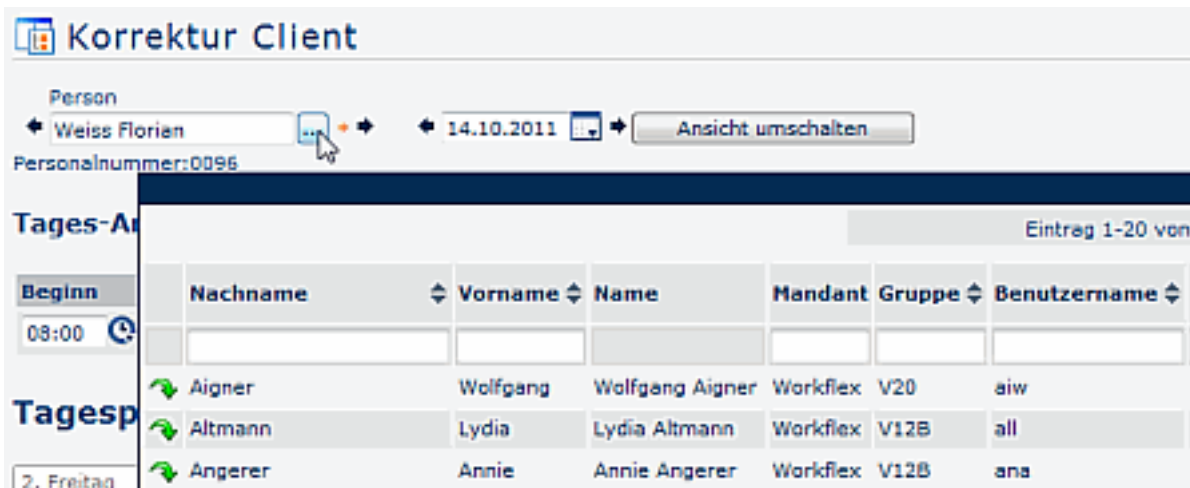 Korrektur Client
Person
Weiss Florian ... 14.10.2011 Ansicht umschalten
Personalnummer:0096
Tages-A
Eintrag 1-20 von
Beginn
Nachname Vorname Name Mandant Gruppe Benutzername
08:00
Aigner Wolfgang Wolfgang Aigner Workflex V20 aiw
Tagesp
Altmann Lydia Lydia Altmann Workflex V12B all
Angerer Annie Annie Angerer Workflex V12B ana
2. Freitag